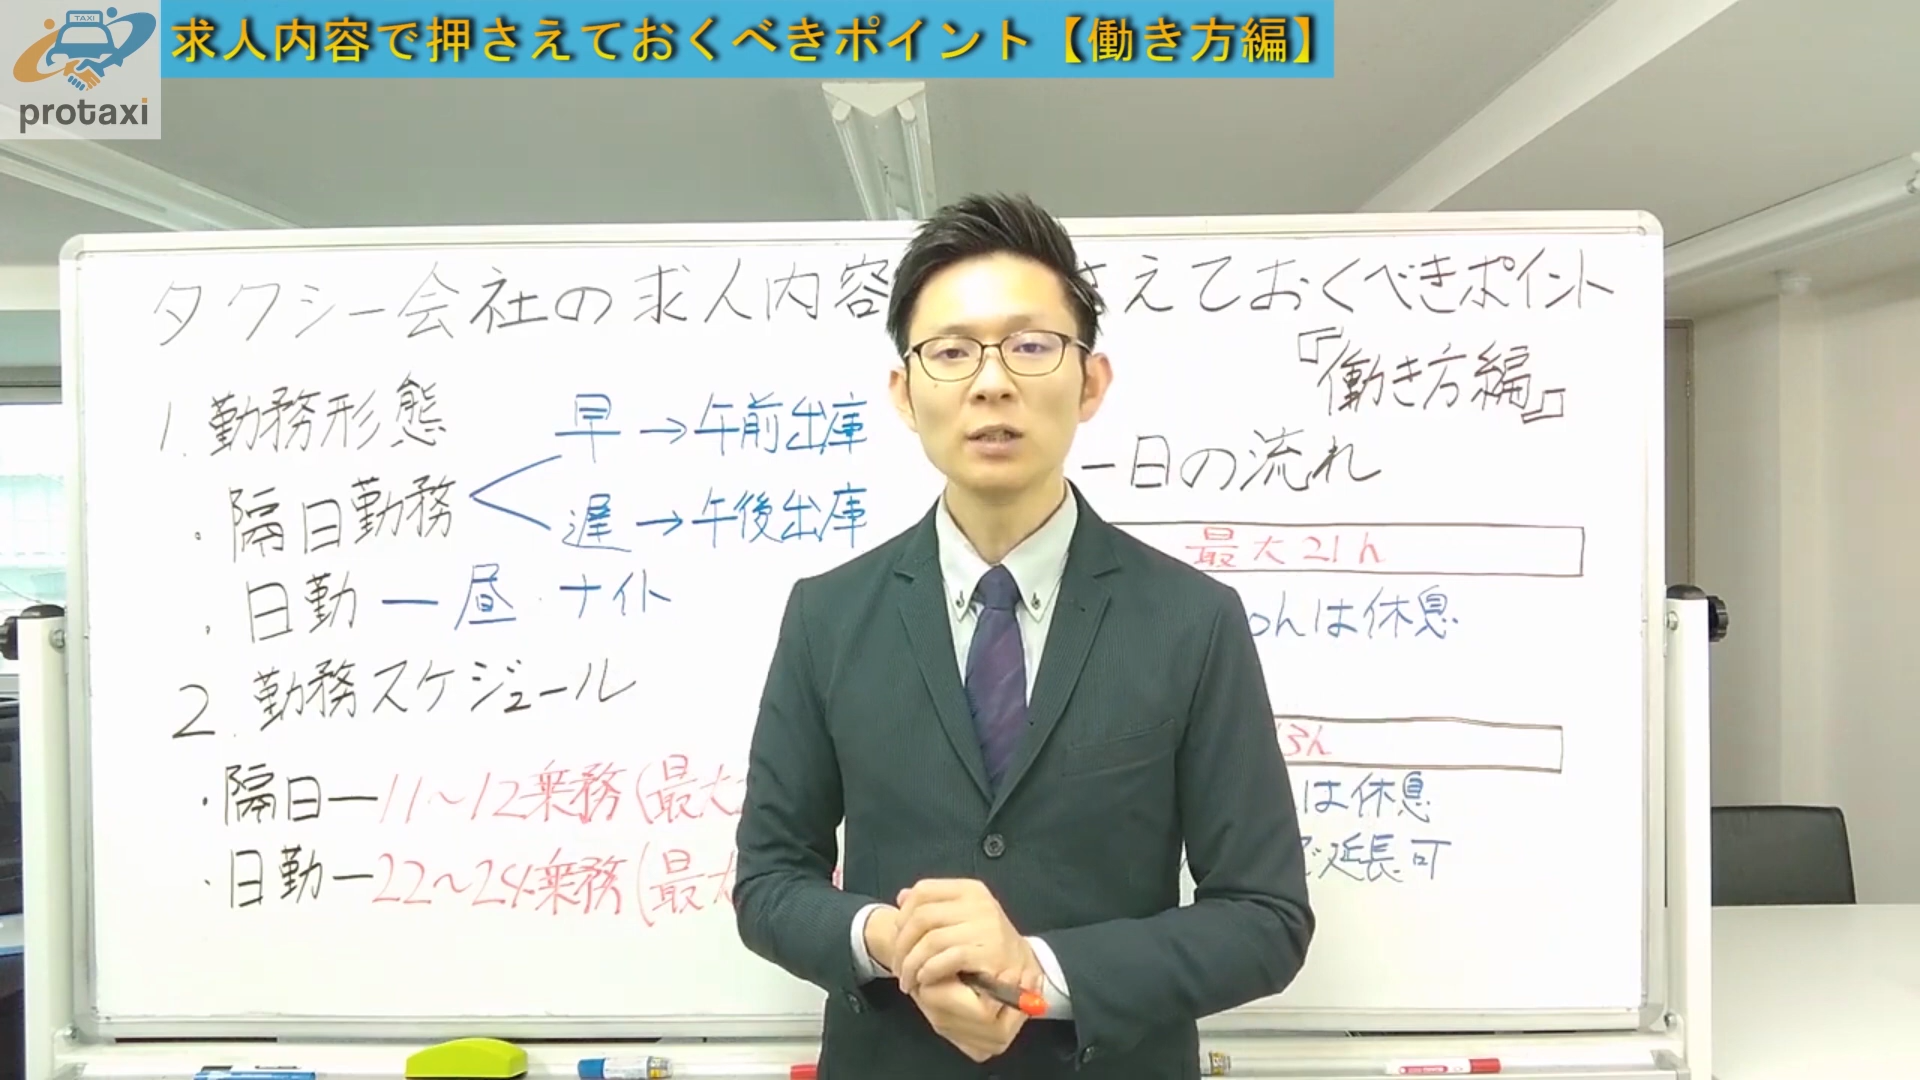 求人内容で押さえておくべきポイント【働き方編】
TAXI
protaxi
タクシー会社の求人内容 さえておくべきポイント
『働き方編』
1. 勤務形態
・隔日勤務
早→午前出庫
遅→午後出庫
・日勤 ー 昼・ナイト
2. 勤務スケジュール
・隔日ー11~12乗務(最大
・日勤ー22~24乗務(最大
一日の流れ
最大21h
は休息
3h
は休息
で延長可